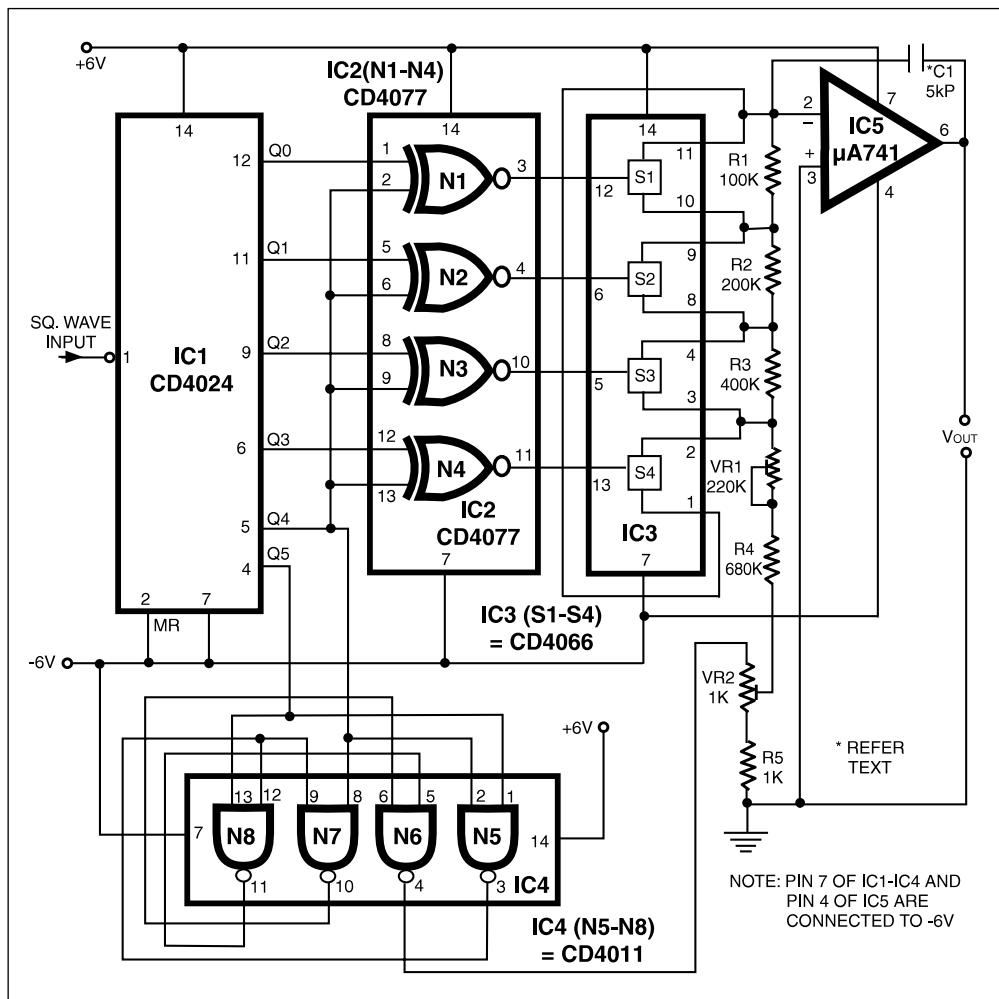 +6V
14
IC2(N1-N4)
CD4077
14
14
*C1
5kP
7
2
–
IC5
µA741
6
+
3
4
12
Q0
1
2
N1
3
12
S1
11
10
R1
100K
11
Q1
5
6
N2
4
6
S2
9
8
R2
200K
SQ. WAVE
INPUT
1
IC1
CD4024
9
Q2
8
9
N3
10
5
S3
4
3
R3
400K
6
Q3
12
13
N4
11
13
S4
2
1
VR1
220K
VOUT
5
Q4
4
Q5
IC2
CD4077
7
IC3
7
R4
680K
2
MR
7
IC3 (S1-S4)
= CD4066
-6V
VR2
1K
+6V
R5
1K
* REFER
TEXT
13
12
9
8
6
5
2
1
7
N8
N7
N6
N5
14
11
10
4
3
IC4
IC4 (N5-N8)
= CD4011
NOTE: PIN 7 OF IC1-IC4 AND
PIN 4 OF IC5 ARE
CONNECTED TO -6V